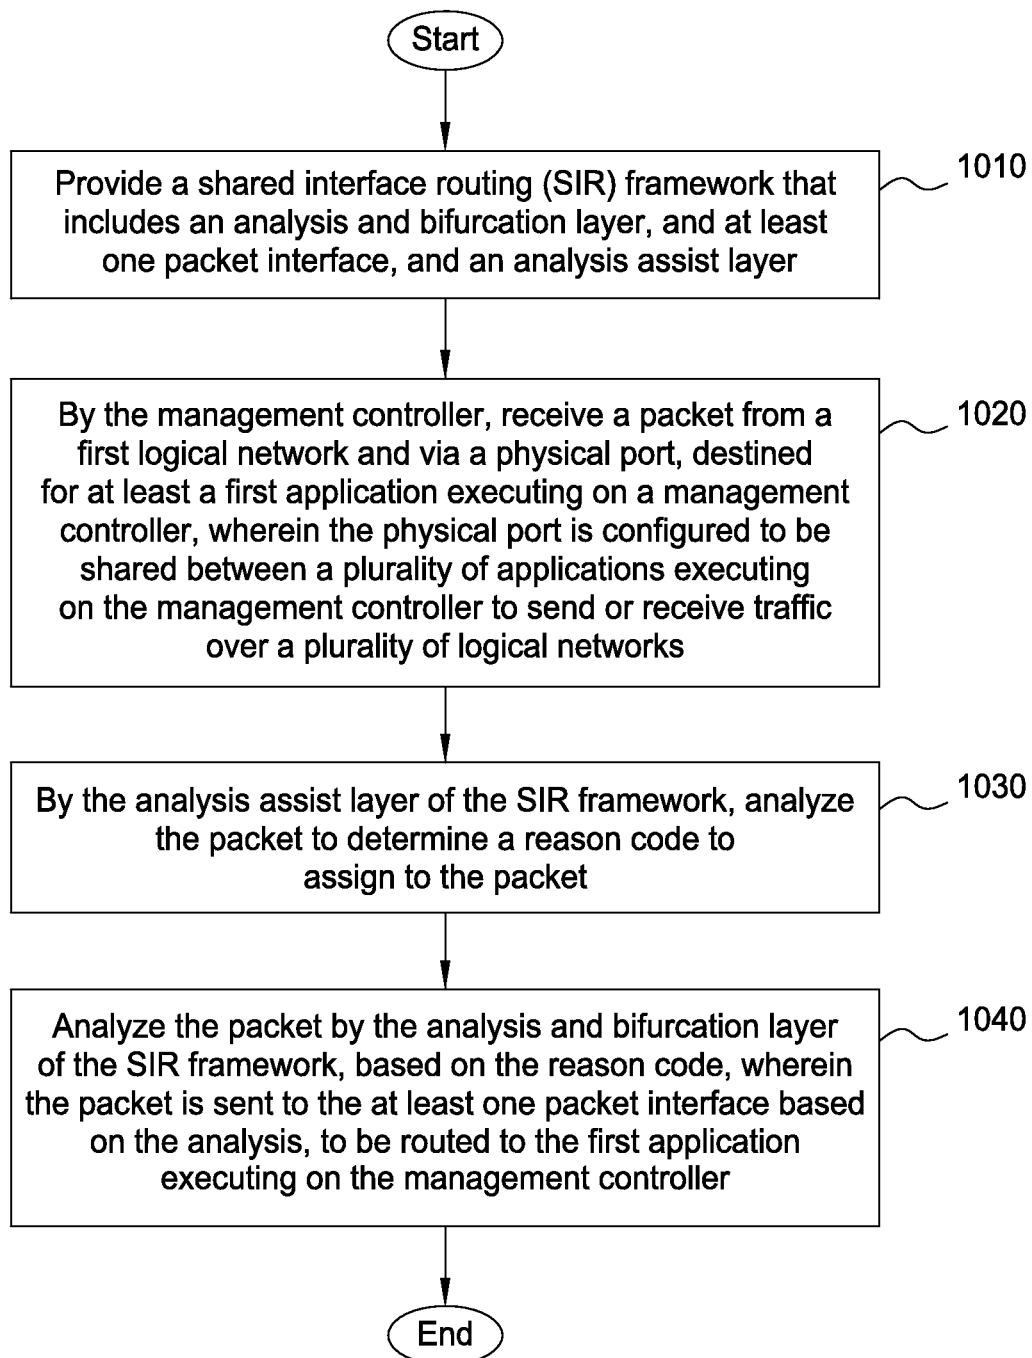 Start
Provide a shared interface routing (SIR) framework that
includes an analysis and bifurcation layer, and at least
one packet interface, and an analysis assist layer
1010
By the management controller, receive a packet from a
first logical network and via a physical port, destined
for at least a first application executing on a management
controller, wherein the physical port is configured to be
shared between a plurality of applications executing
on the management controller to send or receive traffic
over a plurality of logical networks
1020
By the analysis assist layer of the SIR framework, analyze
the packet to determine a reason code to
assign to the packet
1030
Analyze the packet by the analysis and bifurcation layer
of the SIR framework, based on the reason code, wherein
the packet is sent to the at least one packet interface based
on the analysis, to be routed to the first application
executing on the management controller
1040
End